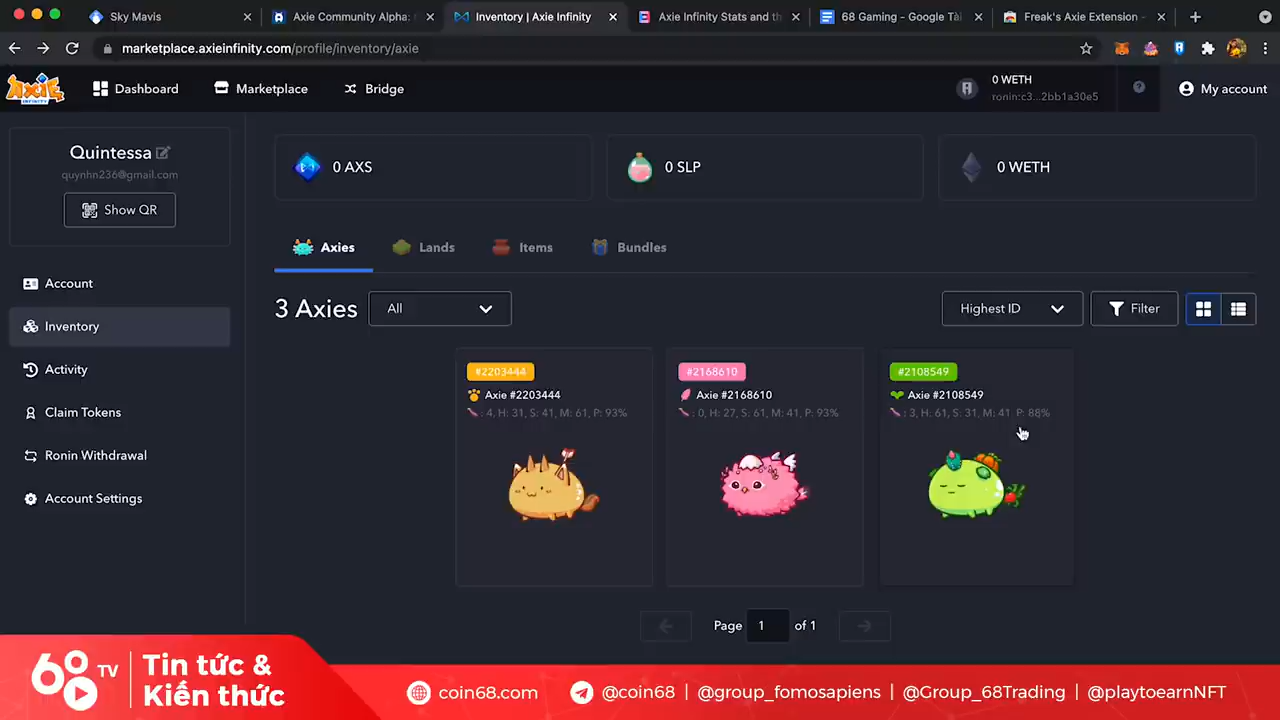 Sky Mavis
Axie Community Alpha:
Inventory | Axie Infinity
Axie Infinity Stats and th
68 Gaming - Google Tài
Freak's Axie Extension -
marketplace.axieinfinity.com/profile/inventory/axie
AXIE
INFINITY
Dashboard
Marketplace
Bridge
0 WETH
ronin:c3...2bb1a30e5
My account
Quintessa
quynhn236@gmail.com
Show QR
Account
Inventory
Activity
Claim Tokens
Ronin Withdrawal
Account Settings
0 AXS
0 SLP
0 WETH
Axies
Lands
Items
Bundles
3 Axies
All
Highest ID
Filter
#2203444
Axie #2203444
: 4, H: 31, S: 41, M: 61, P: 93%
#2168610
Axie #2168610
: 0, H: 27, S: 61, M: 41, P: 93%
#2108549
Axie #2108549
: 3, H: 61, S: 31, M: 41, P: 88%
Page 1 of 1
68 TV
Tin tức &
Kiến thức
coin68.com
@coin68 | @group_fomosapiens | @Group_68Trading | @playtoearnNFT